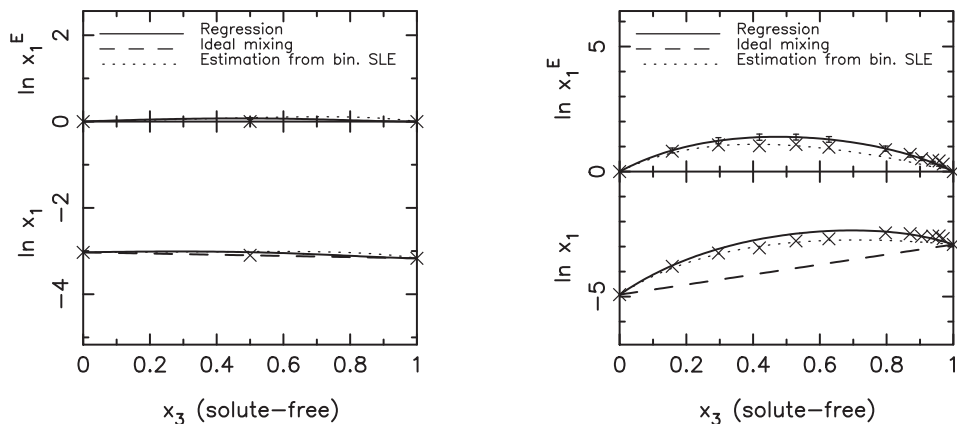 Regression
Ideal mixing
Estimation from bin. SLE
ln x1^E
ln x1
2
0
−2
−4
0
0.2
0.4
0.6
0.8
1
x3 (solute−free)
Regression
Ideal mixing
Estimation from bin. SLE
ln x1^E
ln x1
5
0
−5
0
0.2
0.4
0.6
0.8
1
x3 (solute−free)